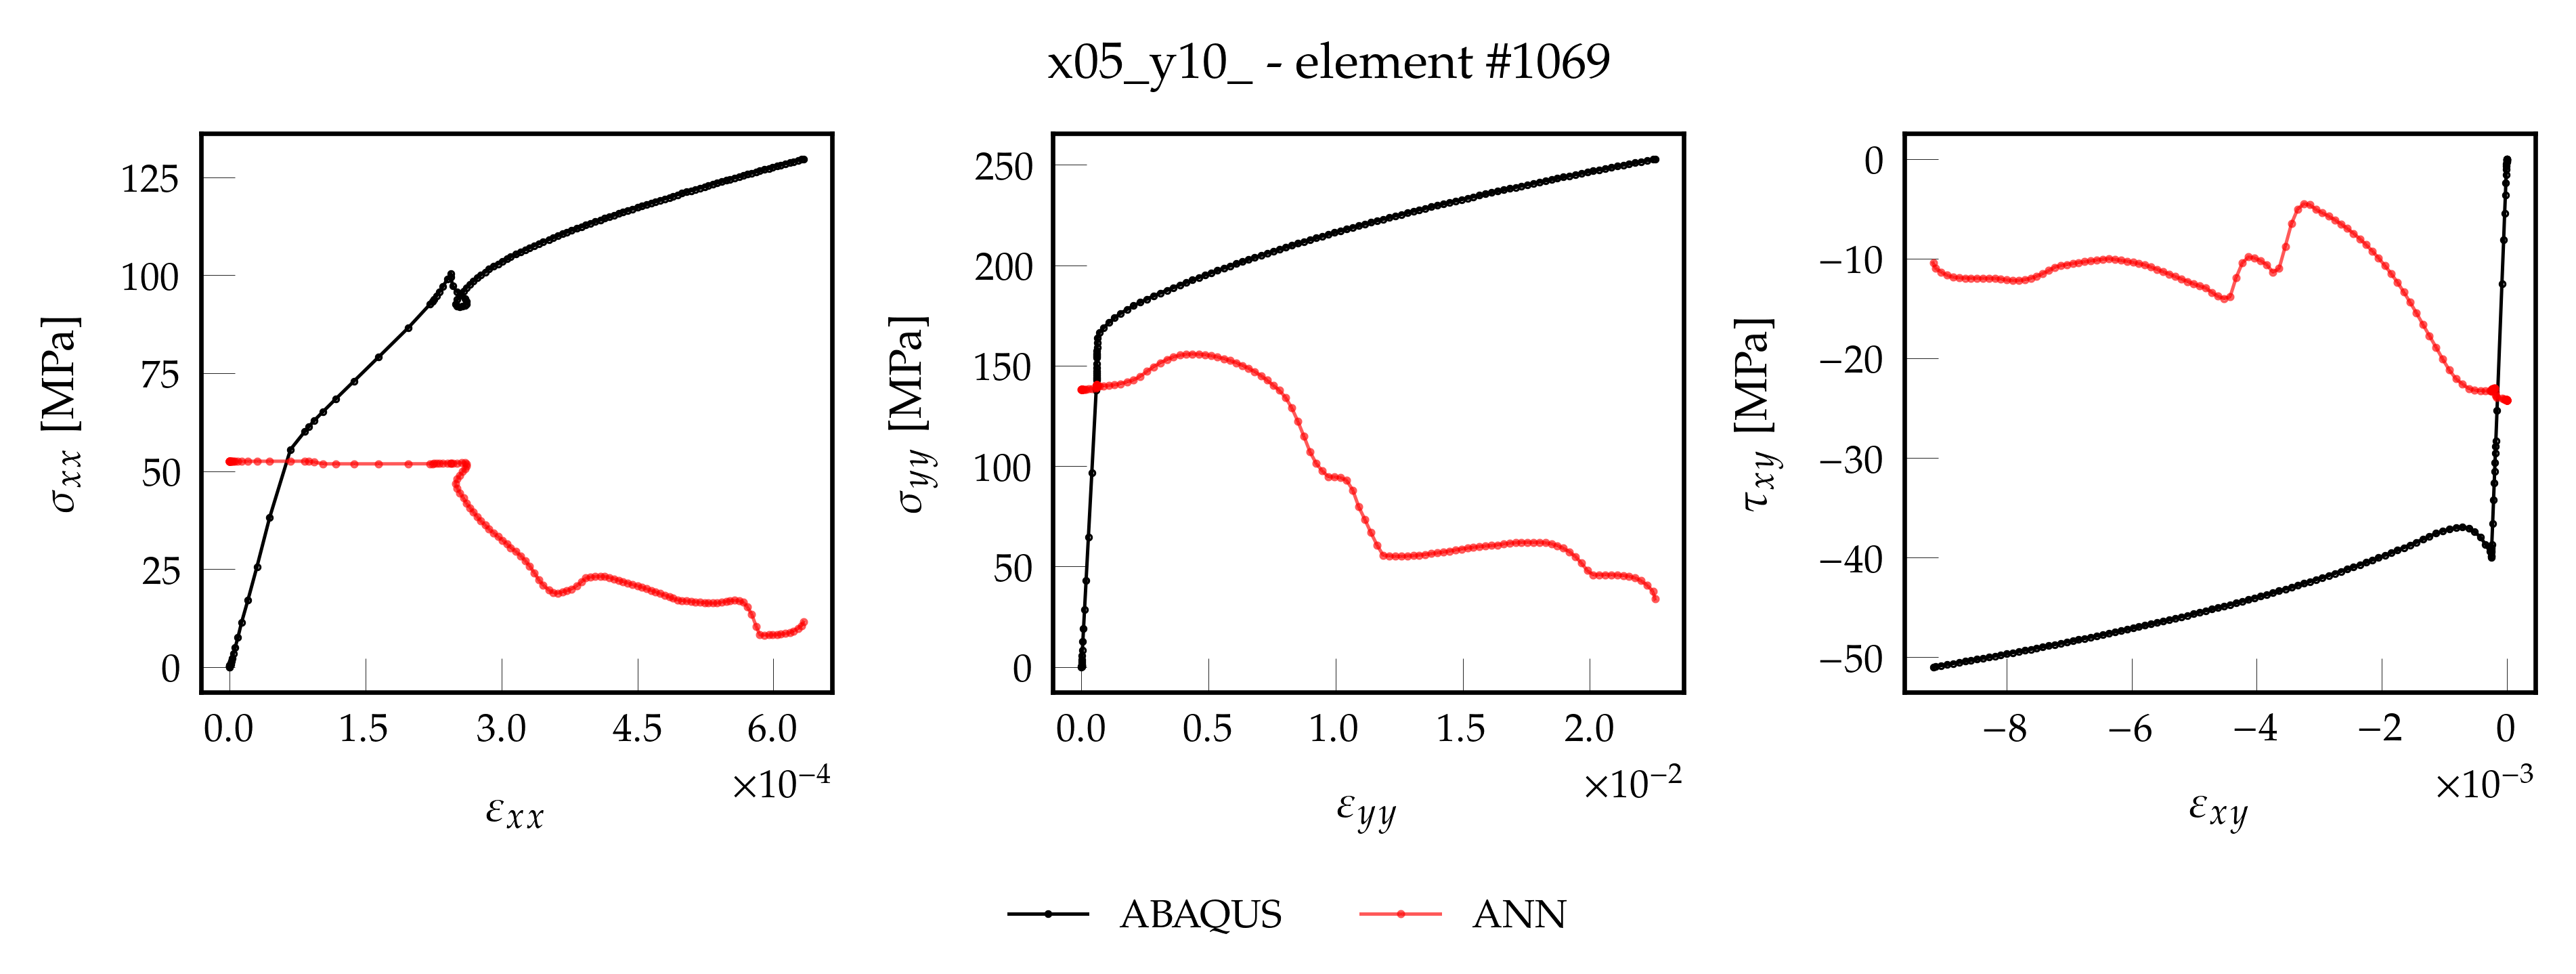 x05_y10_ - element #1069
σxx [MPa]
125
100
75
50
25
0
0.0 1.5 3.0 4.5 6.0
×10−4
εxx
σyy [MPa]
250
200
150
100
50
0
0.0 0.5 1.0 1.5 2.0
×10−2
εyy
τxy [MPa]
0
−10
−20
−30
−40
−50
−8 −6 −4 −2 0
×10−3
εxy
ABAQUS ANN